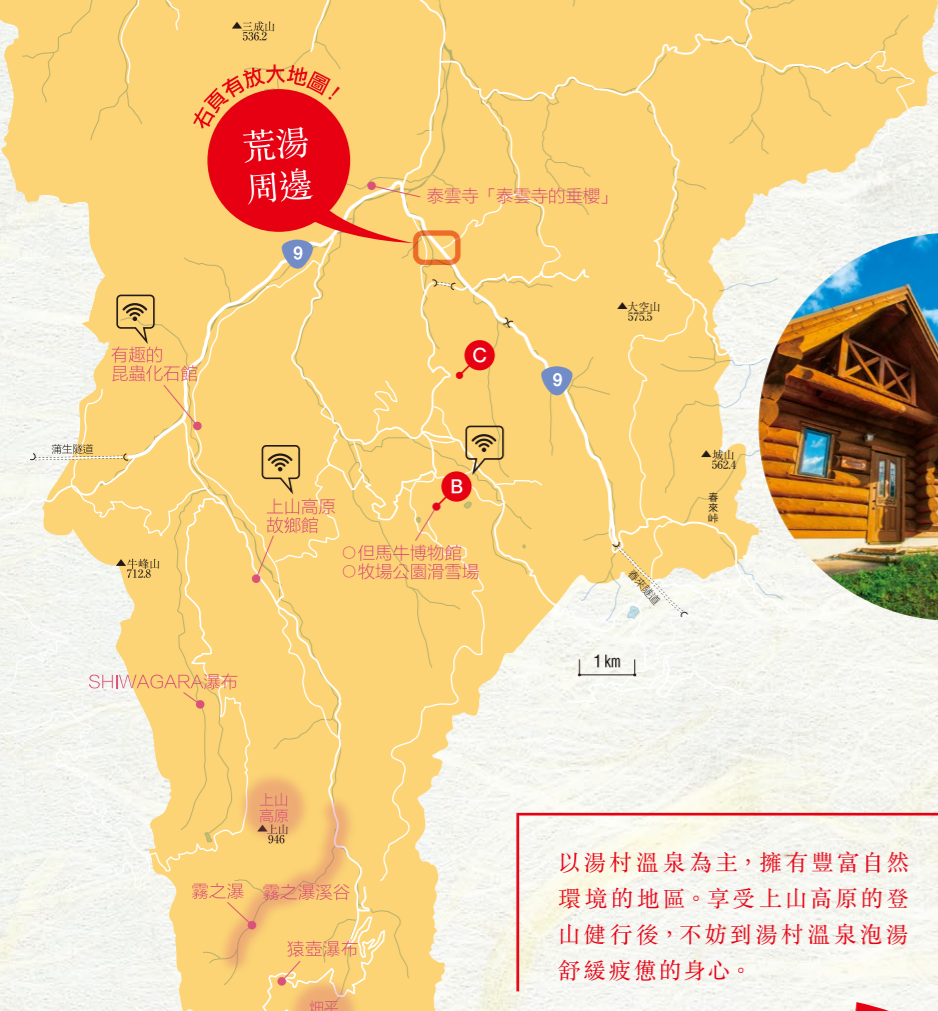 ▲三成山
536.2
右頁有放大地圖！
荒湯
周邊
泰雲寺「泰雲寺的垂櫻」
9
▲大空山
575.5
有趣的
昆蟲化石館
C
9
蒲生隧道
▲城山
562.4
上山高原
故鄉館
B
春來峠
○但馬牛博物館
○牧場公園滑雪場
▲牛峰山
712.8
春來隧道
1 km
SHIWAGARA瀑布
上山
高原
▲上山
946
以湯村溫泉為主，擁有豐富自然
環境的地區。享受上山高原的登
山健行後，不妨到湯村溫泉泡湯
舒緩疲憊的身心。
霧之瀑
霧之瀑溪谷
猿壺瀑布
畑平